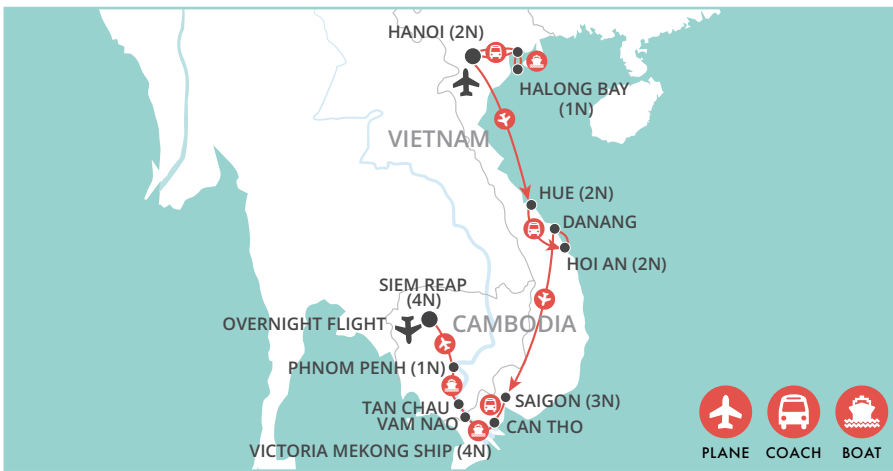 HANOI (2N)
HALONG BAY
(1N)
VIETNAM
HUE (2N)
DANANG
HOI AN (2N)
SIEM REAP
(4N)
OVERNIGHT FLIGHT
CAMBODIA
PHNOM PENH (1N)
TAN CHAU
SAIGON (3N)
VAM NAO
CAN THO
VICTORIA MEKONG SHIP (4N)
PLANE COACH BOAT